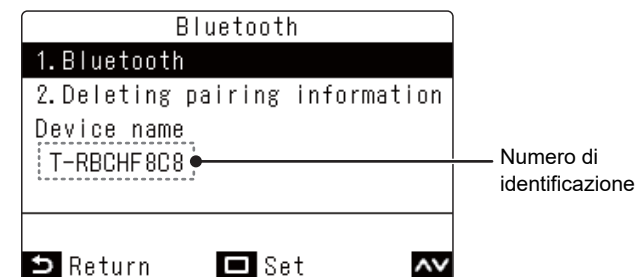 Bluetooth
1.Bluetooth
2.Deleting pairing information
Device name
T-RBCHF8C8
Numero di
identificazione
Return Set